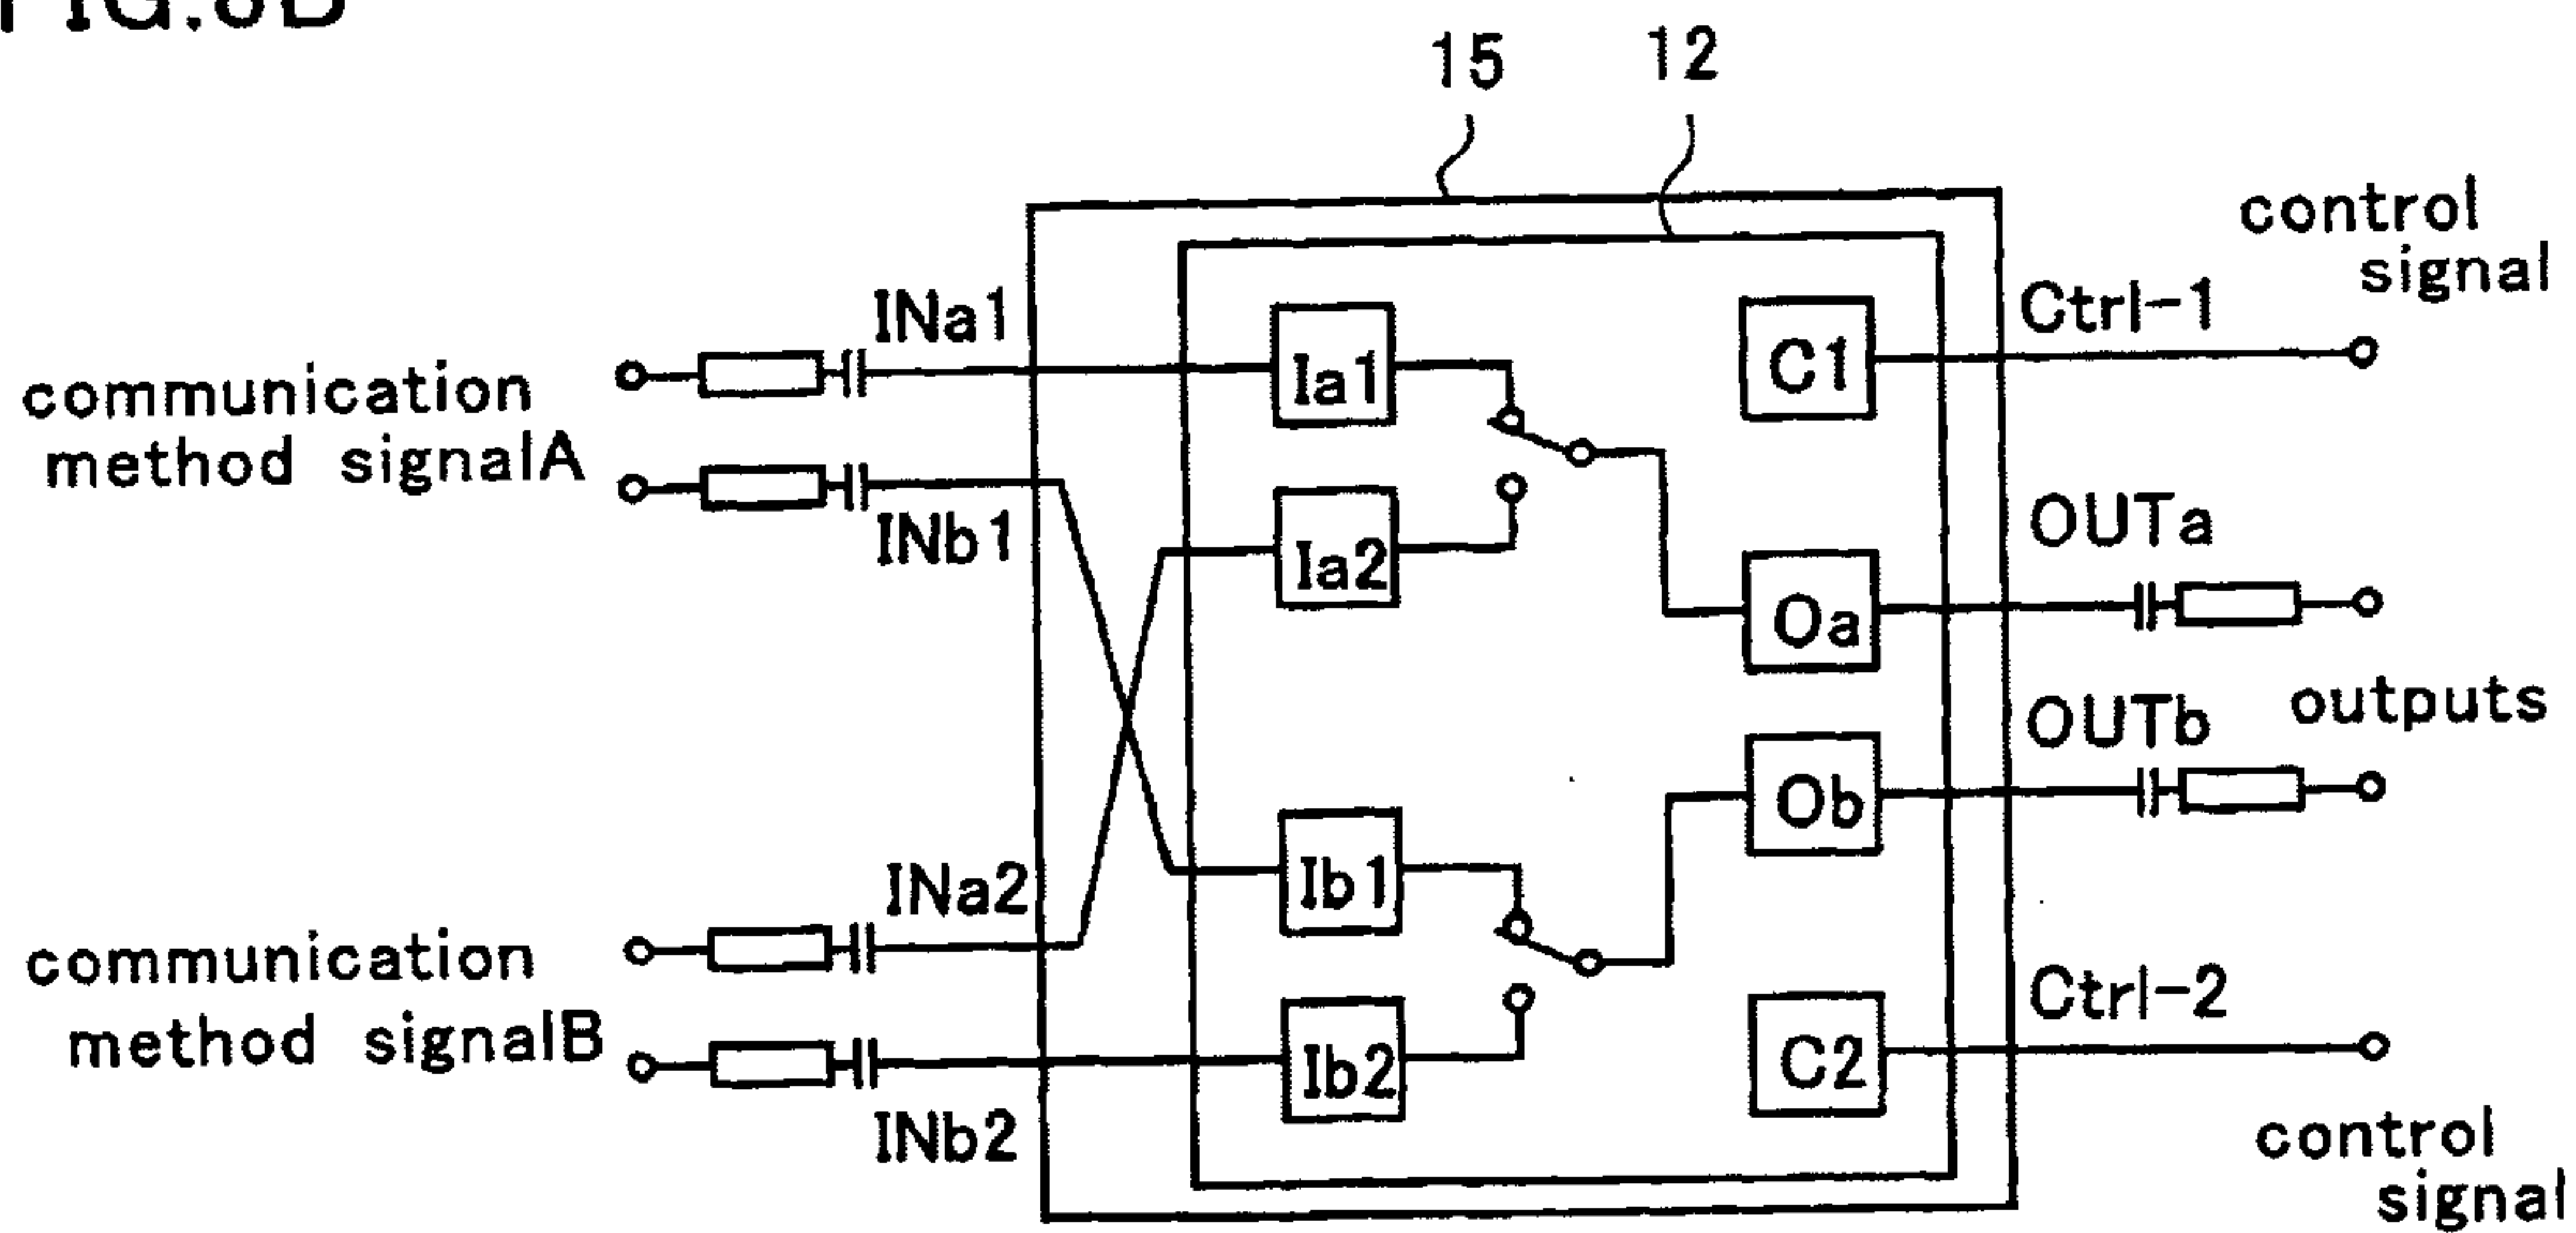 15 12
control
signal
INa1
Ctrl-1
communication
method signalA
Ia1
C1
INb1
Ia2
OUTa
Oa
OUTb
outputs
Ob
INa2
Ib1
communication
method signalB
Ctrl-2
Ib2
C2
INb2
control
signal